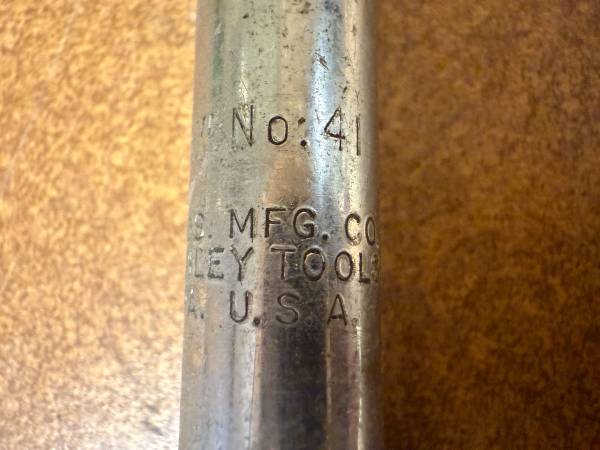 " No: 41
S. MFG. CO.
LEY TOOLS
A. U.S.A.